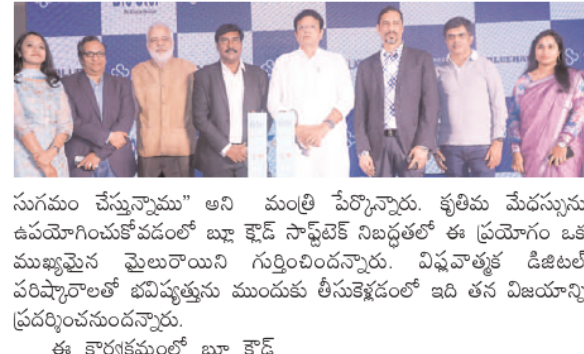 సుగమం చేస్తున్నాము" అని మంత్రి పేర్కొన్నారు. కృతిమ మేధస్సును
ఉపయోగించుకోవడంలో బ్లూ క్లౌడ్ సాఫ్ట్‌టెక్ నిబద్ధతలో ఈ ప్రయోగం ఒక
ముఖ్యమైన మైలురాయిని గుర్తించిందన్నారు. విప్లవాత్మక డిజిటల్
పరిష్కారాలతో భవిష్యత్తును ముందుకు తీసుకెళ్లడంలో ఇది తన విజయాన్ని
ప్రదర్శించనుందన్నారు.
ఈ కార్యక్రమంలో బ్లూ క్లౌడ్